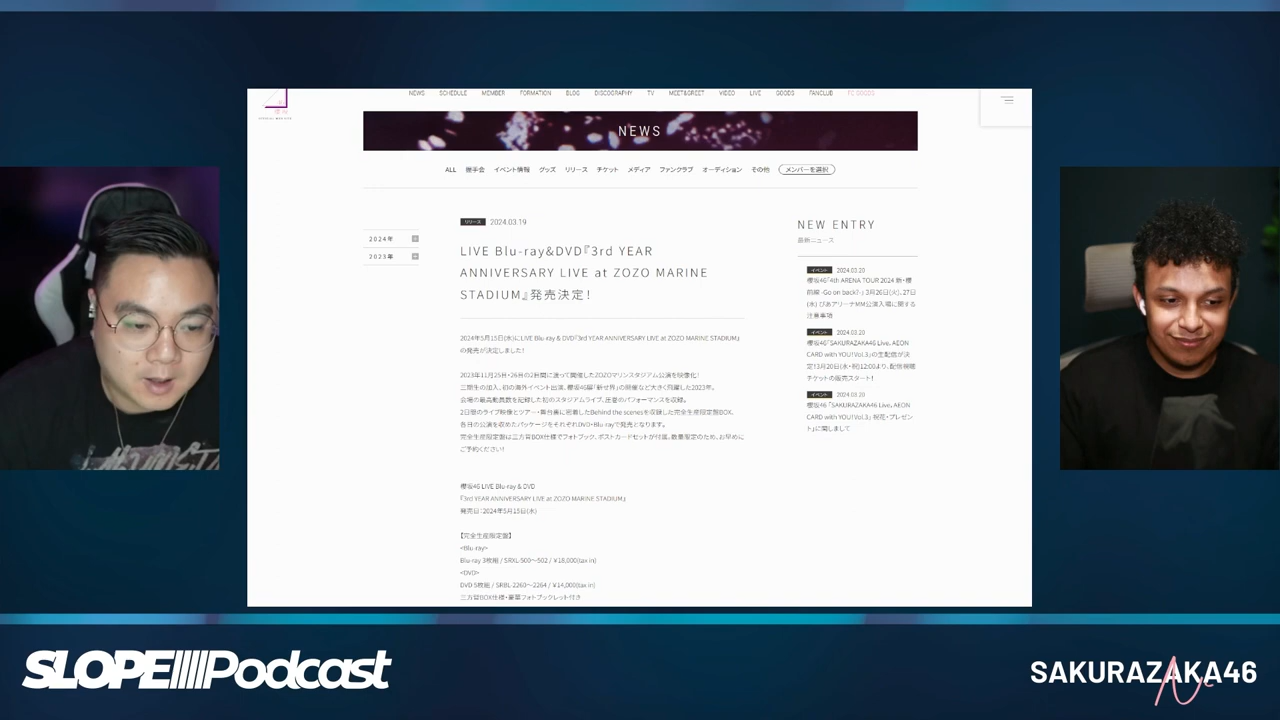 NEWS SCHEDULE MEMBER FORMATION BLOG DISCOGRAPHY TV MEET&GREET VIDEO LIVE GOODS FANCLUB FC GOODS
NEWS
ALL 握手会 イベント情報 グッズ リリース チケット メディア ファンクラブ オーディション その他 メンバーを選択
2024年
2023年
リリース 2024.03.19
LIVE Blu-ray&DVD『3rd YEAR
ANNIVERSARY LIVE at ZOZO MARINE
STADIUM』発売決定!
2024年5月15日(水)にLIVE Blu-ray & DVD『3rd YEAR ANNIVERSARY LIVE at ZOZO MARINE STADIUM』
の発売が決定しました!
2023年11月25日・26日の2日間に渡って開催したZOZOマリンスタジアム公演を映像化!
三期生の加入、初の海外イベント出演、櫻坂46展「新せ界」の開催など大きく飛躍した2023年。
会場の最高動員数を記録した初のスタジアムライブ、圧巻のパフォーマンスを収録。
2日間のライブ映像とツアー・舞台裏に密着したBehind the scenesを収録した完全生産限定盤BOX、
各日の公演を収めたパッケージをそれぞれDVD・Blu-rayで発売となります。
完全生産限定盤は三方背BOX仕様でフォトブック、ポストカードセットが付属。数量限定のため、お早めに
ご予約ください!
櫻坂46 LIVE Blu-ray & DVD
『3rd YEAR ANNIVERSARY LIVE at ZOZO MARINE STADIUM』
発売日:2024年5月15日(水)
【完全生産限定盤】
<Blu-ray>
Blu-ray 3枚組 / SRXL-500〜502 / ¥18,000(tax in)
<DVD>
DVD 5枚組 / SRBL-2260〜2264 / ¥14,000(tax in)
三方背BOX仕様・豪華フォトブックレット付き
NEW ENTRY
最新ニュース
イベント 2024.03.20
櫻坂46「4th ARENA TOUR 2024 新・櫻
前線 -Go on back?-」3月26日(火)、27日
(水) ぴあアリーナMM公演入場に関する
注意事項
イベント 2024.03.20
櫻坂46「SAKURAZAKA46 Live, AEON
CARD with YOU! Vol.3」の生配信が決
定!3月20日(水・祝)12:00より、配信視聴
チケットの販売スタート!
イベント 2024.03.20
櫻坂46 「SAKURAZAKA46 Live, AEON
CARD with YOU! Vol.3」 祝花・プレゼン
ト」に関しまして
SLOPE Podcast
SAKURAZAKA46